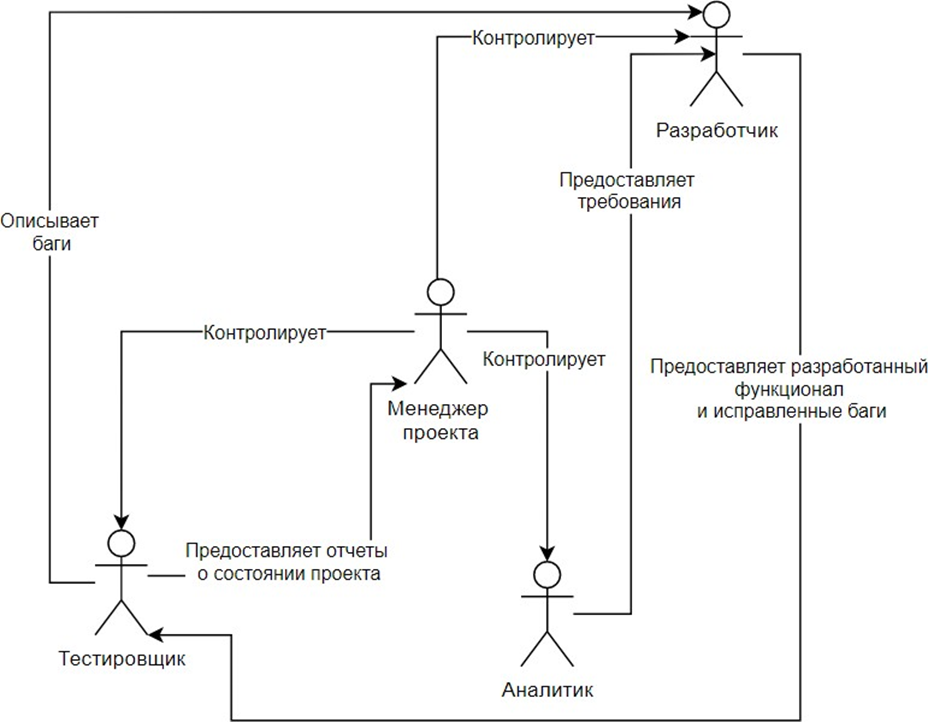 Контролирует
Разработчик
Предоставляет
требования
Описывает
баги
Контролирует
Контролирует
Предоставляет разработанный
функционал
и исправленные баги
Менеджер
проекта
Предоставляет отчеты
о состоянии проекта
Тестировщик
Аналитик